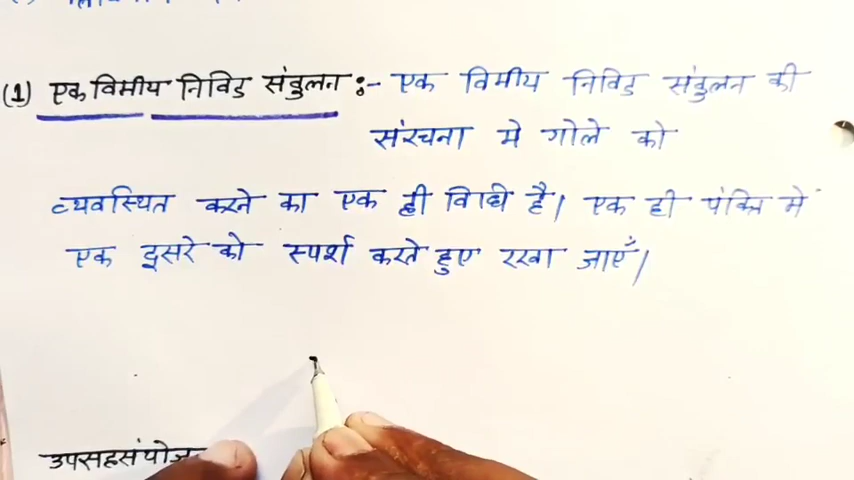 (1) एक विमीय निविड संडुलन :- एक विमीय निविड संडुलन की
संरचना मे गोले को
व्यवस्थित करने का एक ही विधि है। एक ही पंक्ति में
एक दूसरे को स्पर्श करते हुए रखा जाएँ।